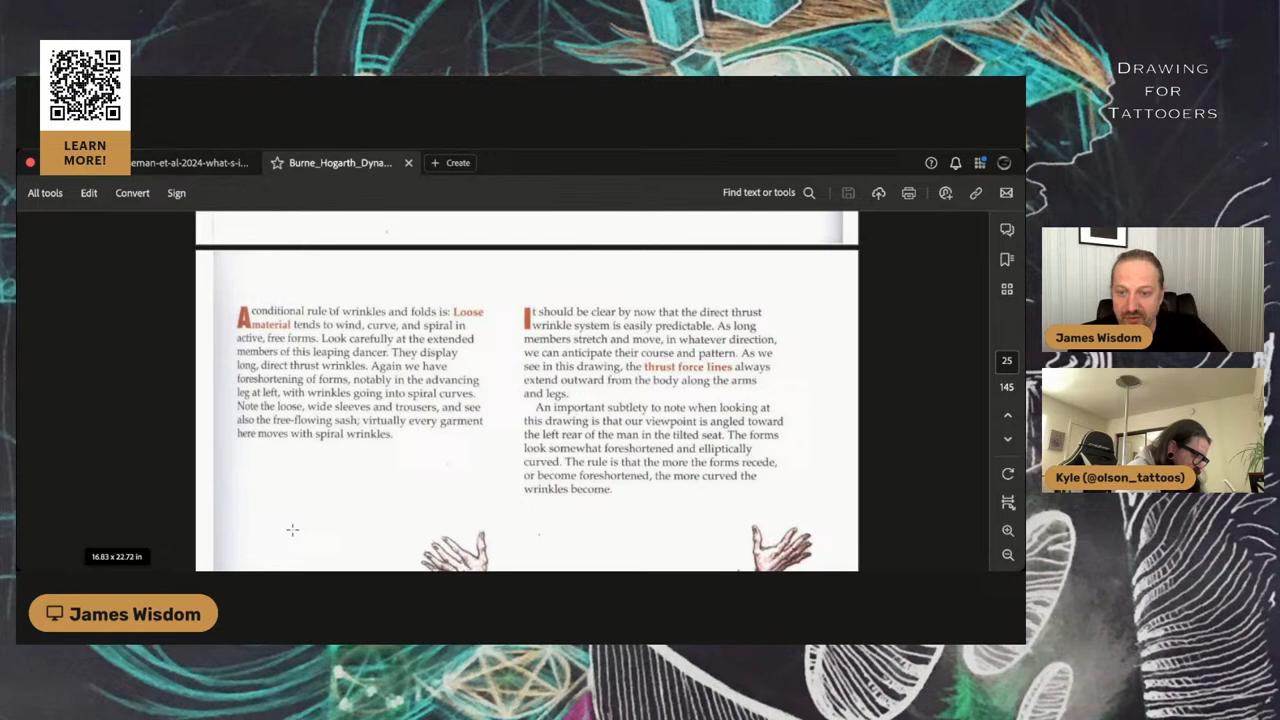 LEARN
MORE!
DRAWING
FOR
TATTOOERS
eman-et-al-2024-what-s-i...
Burne_Hogarth_Dyna...
Create
All tools
Edit
Convert
Sign
Find text or tools
A conditional rule of wrinkles and folds is: Loose
material tends to wind, curve, and spiral in
active, free forms. Look carefully at the extended
members of this leaping dancer. They display
long, direct thrust wrinkles. Again we have
foreshortening of forms, notably in the advancing
leg at left, with wrinkles going into spiral curves.
Note the loose, wide sleeves and trousers, and see
also the free-flowing sash; virtually every garment
here moves with spiral wrinkles.
It should be clear by now that the direct thrust
wrinkle system is easily predictable. As long
members stretch and move, in whatever direction,
we can anticipate their course and pattern. As we
see in this drawing, the thrust force lines always
extend outward from the body along the arms
and legs.
An important subtlety to note when looking at
this drawing is that our viewpoint is angled toward
the left rear of the man in the tilted seat. The forms
look somewhat foreshortened and elliptically
curved. The rule is that the more the forms recede,
or become foreshortened, the more curved the
wrinkles become.
25
145
16.83 x 22.72 in
James Wisdom
James Wisdom
Kyle (@olson_tattoos)